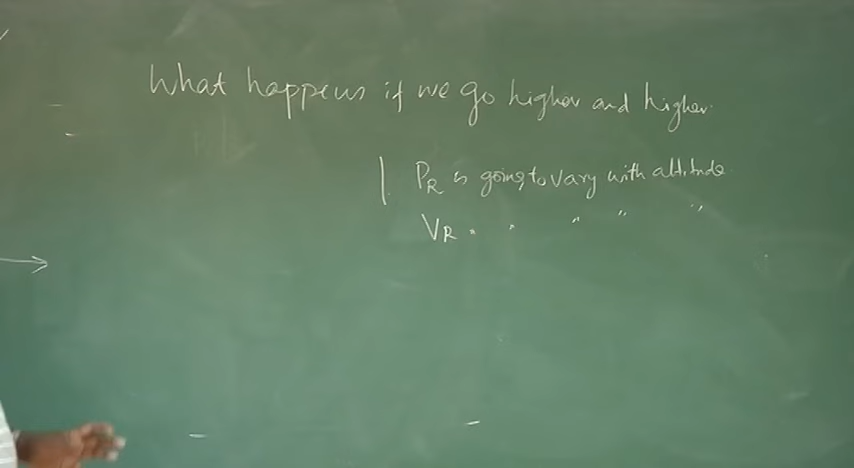 What happens if we go higher and higher.
1. PR is going to vary with altitude.
VR " " " " "